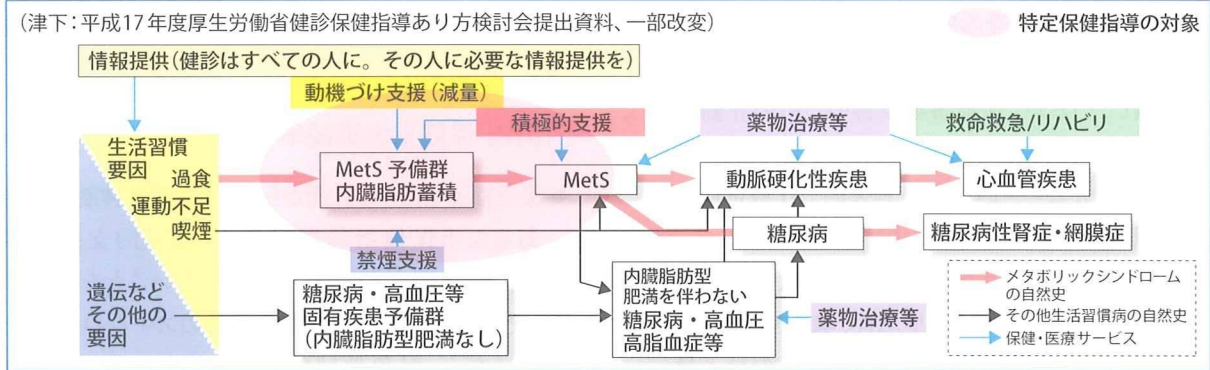 （津下：平成17年度厚生労働省健診保健指導あり方検討会提出資料、一部改変）
特定保健指導の対象
情報提供（健診はすべての人に。その人に必要な情報提供を）
動機づけ支援（減量）
積極的支援
薬物治療等
救命救急/リハビリ
生活習慣
要因
過食
運動不足
喫煙
MetS 予備群
内臓脂肪蓄積
MetS
動脈硬化性疾患
心血管疾患
糖尿病
糖尿病性腎症・網膜症
禁煙支援
遺伝など
その他の
要因
糖尿病・高血圧等
固有疾患予備群
（内臓脂肪型肥満なし）
内臓脂肪型
肥満を伴わない
糖尿病・高血圧
高脂血症等
薬物治療等
メタボリックシンドローム
の自然史
その他生活習慣病の自然史
保健・医療サービス